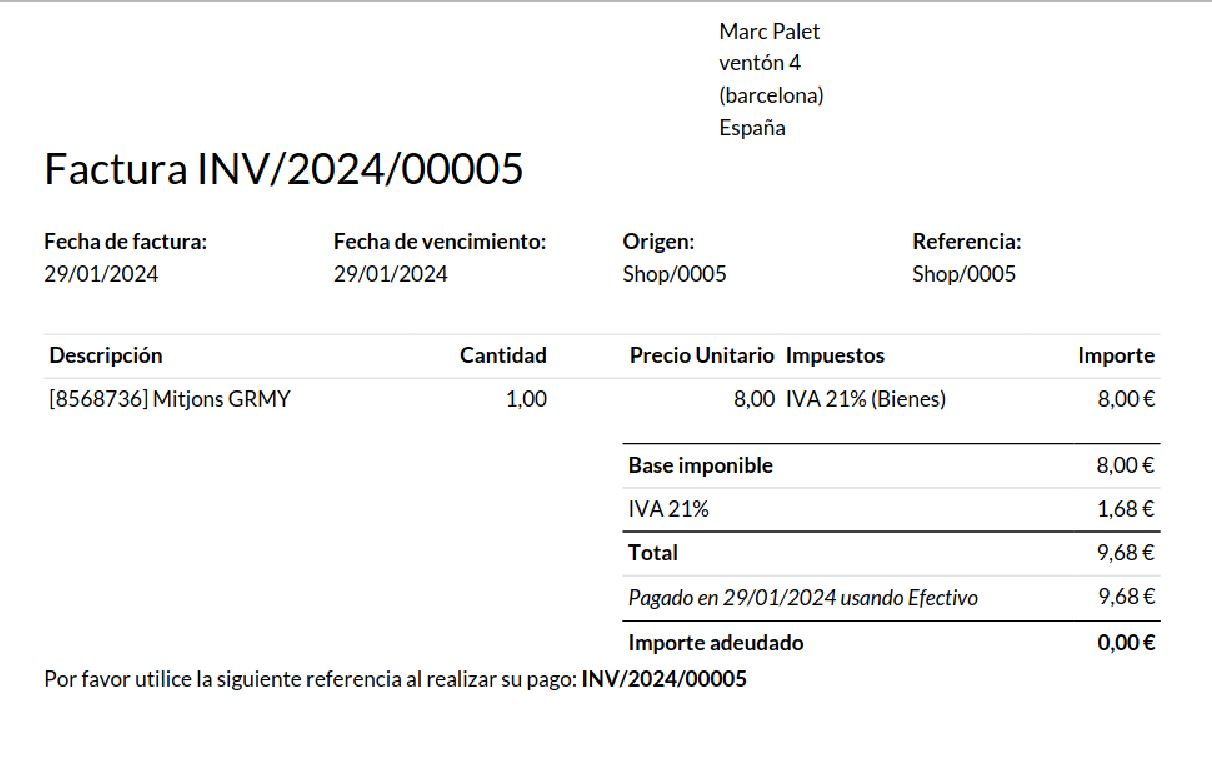 Marc Palet
ventón 4
(barcelona)
España
Factura INV/2024/00005
Fecha de factura: Fecha de vencimiento: Origen: Referencia:
29/01/2024 29/01/2024 Shop/0005 Shop/0005
Descripción Cantidad Precio Unitario Impuestos Importe
[8568736] Mitjons GRMY 1,00 8,00 IVA 21% (Bienes) 8,00 €
Base imponible 8,00 €
IVA 21% 1,68 €
Total 9,68 €
Pagado en 29/01/2024 usando Efectivo 9,68 €
Importe adeudado 0,00 €
Por favor utilice la siguiente referencia al realizar su pago: INV/2024/00005